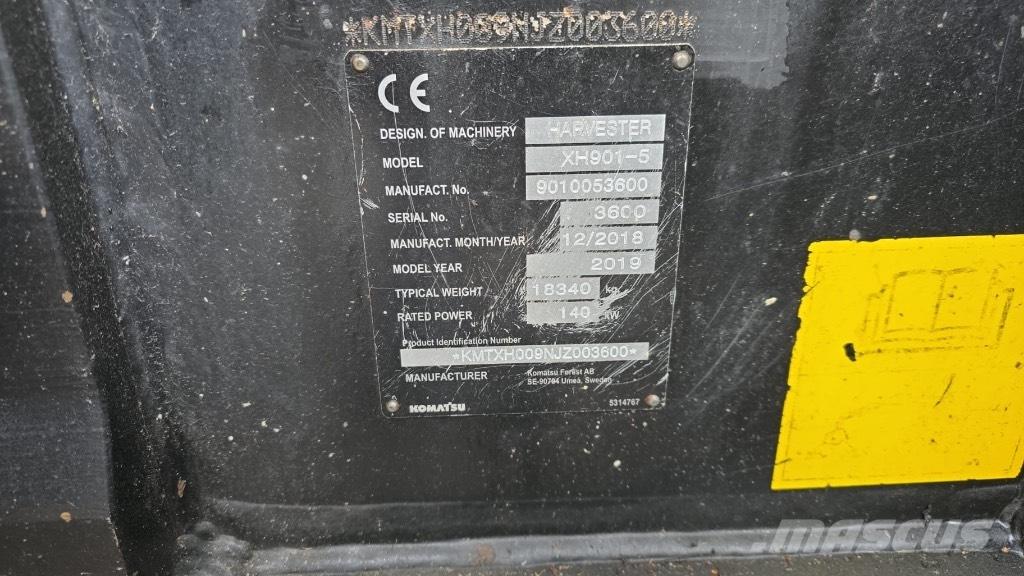 *KMTXH009NJZ003600*
CE
DESIGN. OF MACHINERY HARVESTER
MODEL XH901-5
MANUFACT. No. 9010053600
SERIAL No. 3600
MANUFACT. MONTH/YEAR 12/2018
MODEL YEAR 2019
TYPICAL WEIGHT 18340 kg
RATED POWER 140 kW
Product Identification Number
*KMTXH009NJZ003600*
MANUFACTURER Komatsu Forest AB
SE-90704 Umeå, Sweden
KOMATSU 5314767
MASCUS